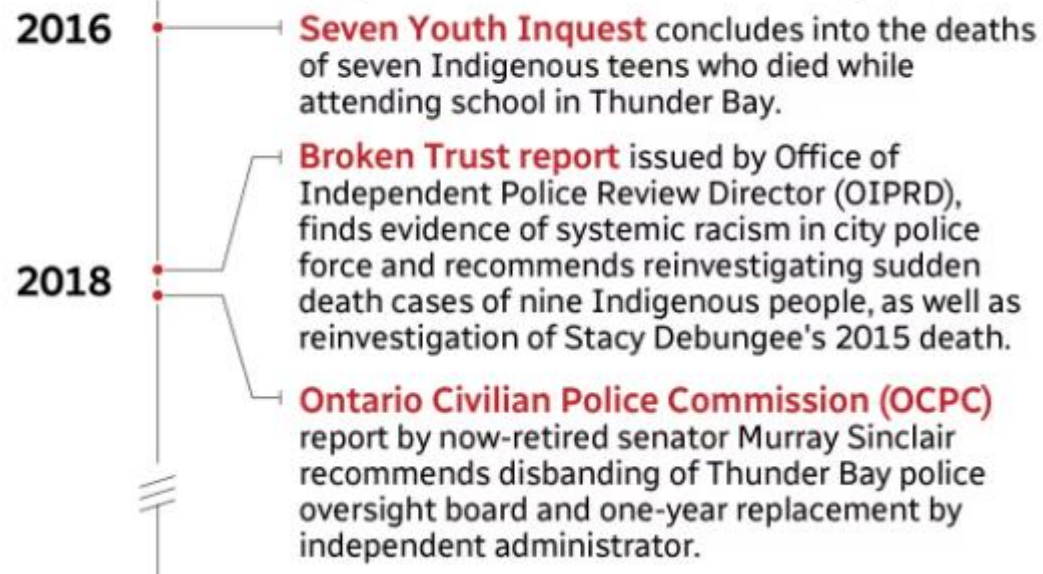 2016
Seven Youth Inquest concludes into the deaths
of seven Indigenous teens who died while
attending school in Thunder Bay.
2018
Broken Trust report issued by Office of
Independent Police Review Director (OIPRD),
finds evidence of systemic racism in city police
force and recommends reinvestigating sudden
death cases of nine Indigenous people, as well as
reinvestigation of Stacy Debungee's 2015 death.
Ontario Civilian Police Commission (OCPC)
report by now-retired senator Murray Sinclair
recommends disbanding of Thunder Bay police
oversight board and one-year replacement by
independent administrator.